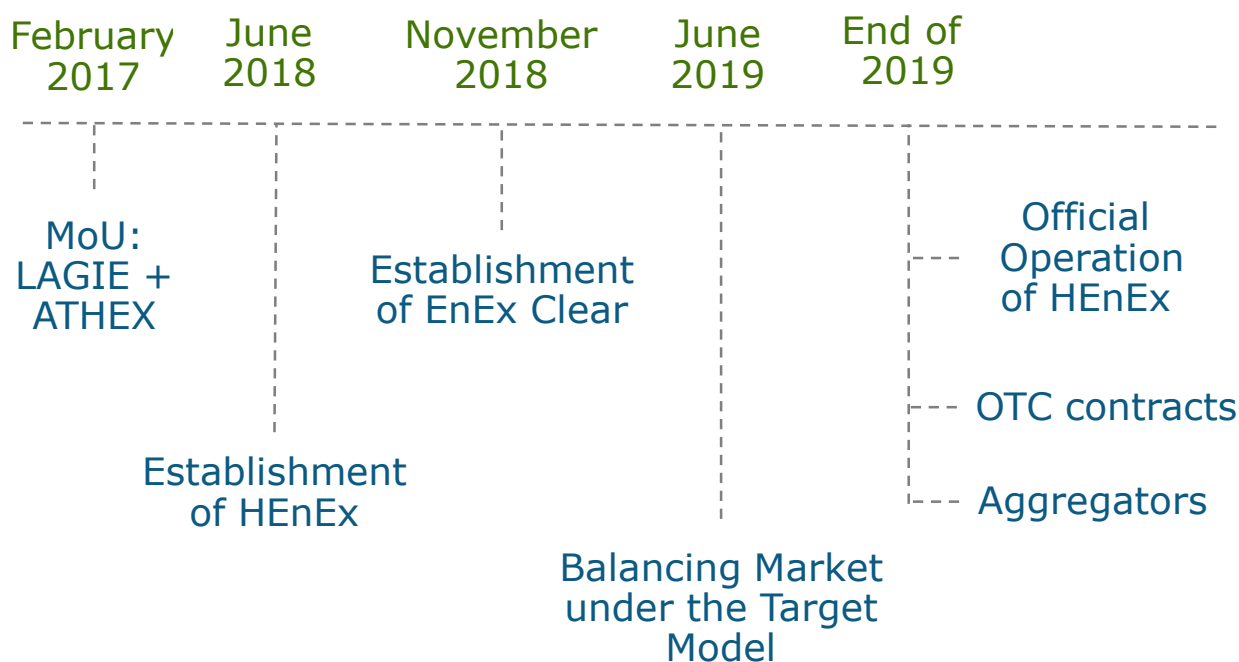 February
2017
June
2018
November
2018
June
2019
End of
2019
MoU:
LAGIE +
ATHEX
Establishment
of HEnEx
Establishment
of EnEx Clear
Balancing Market
under the Target
Model
Official
Operation
of HEnEx
OTC contracts
Aggregators